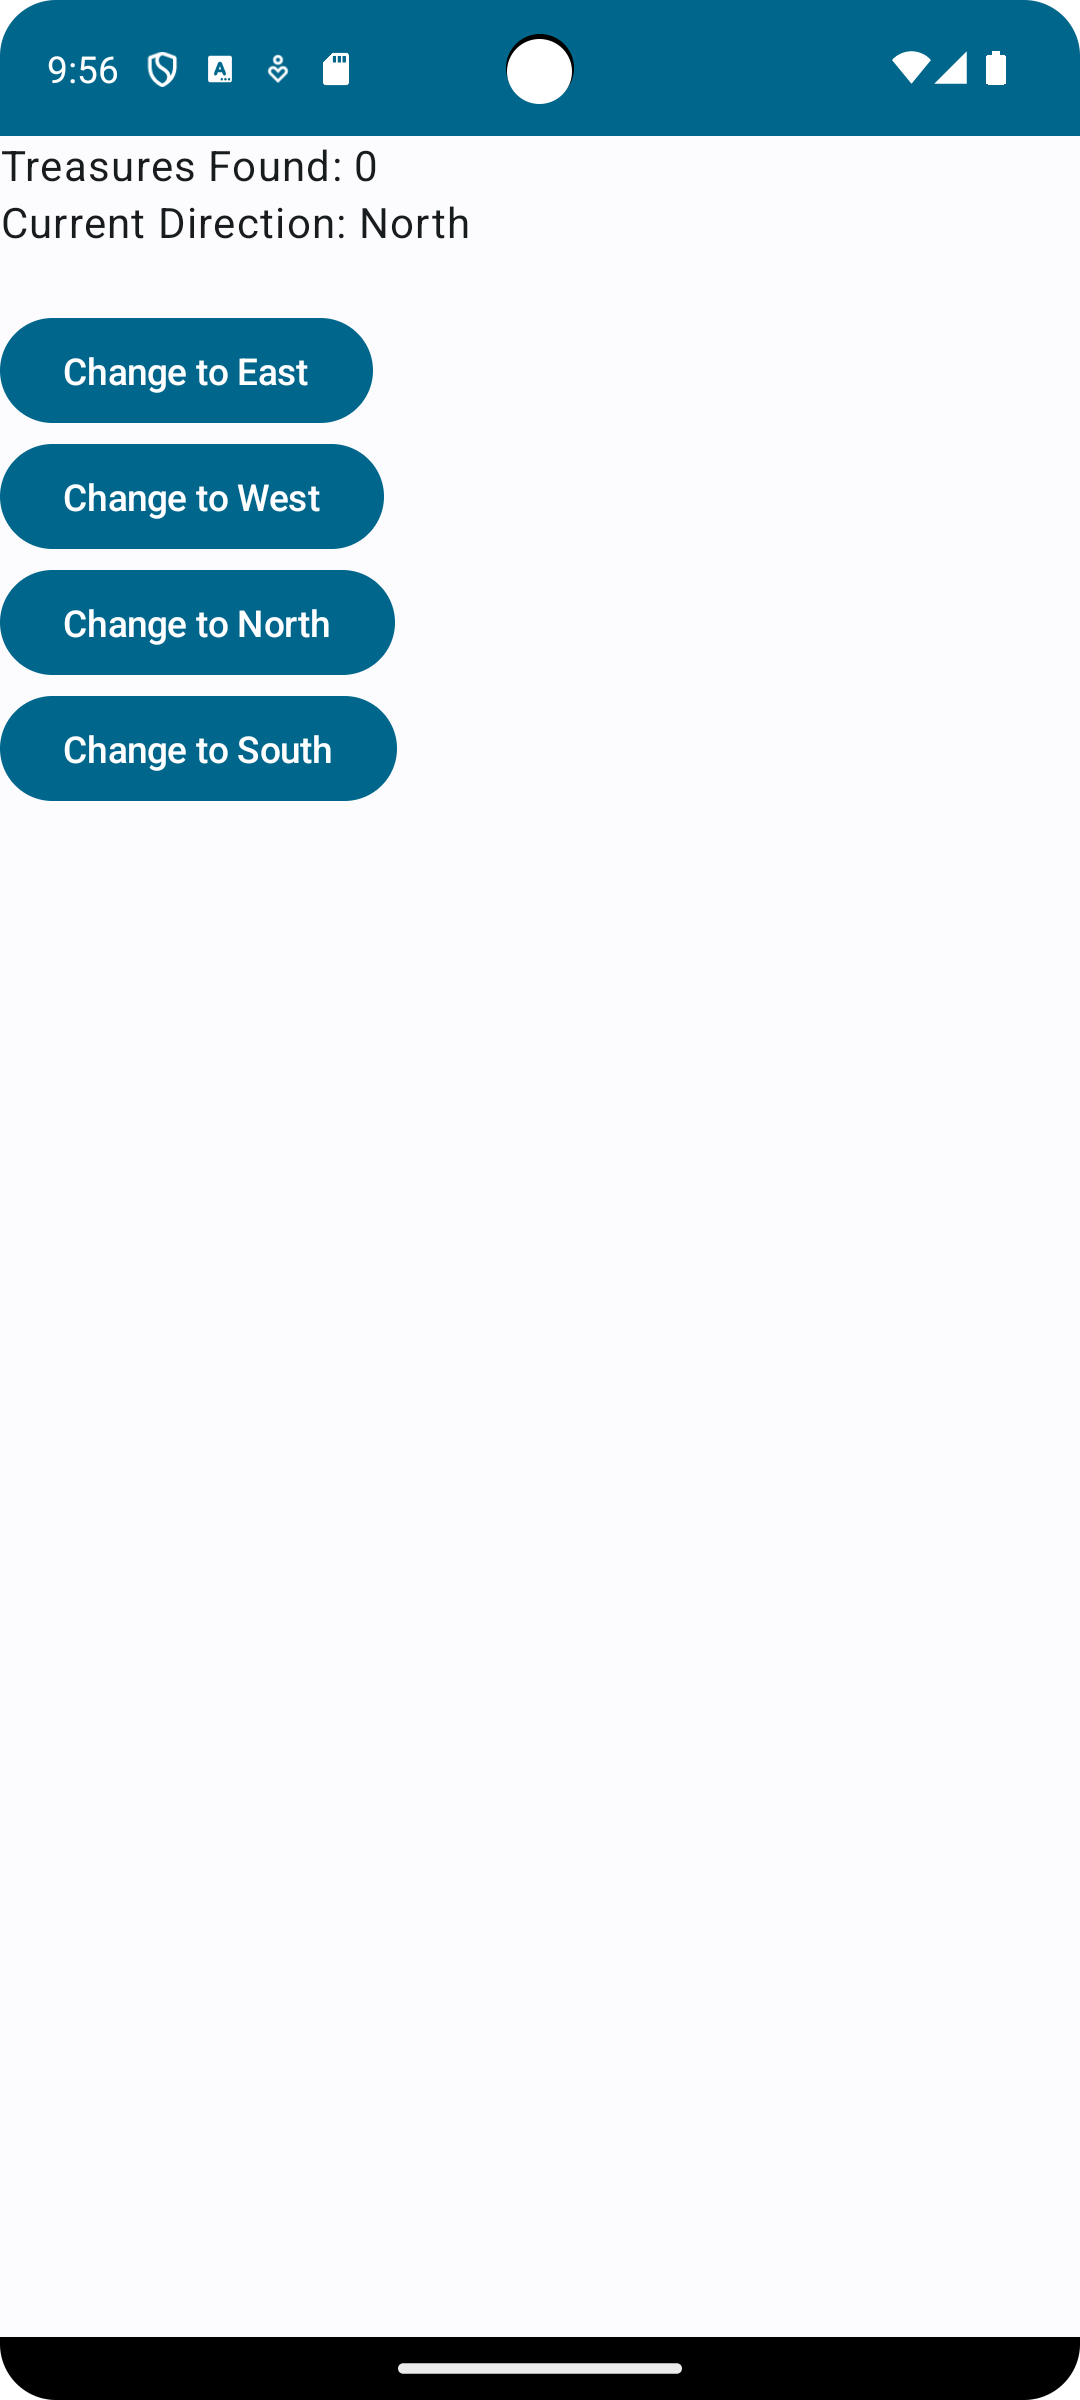 9:56
Treasures Found: 0
Current Direction: North
Change to East
Change to West
Change to North
Change to South